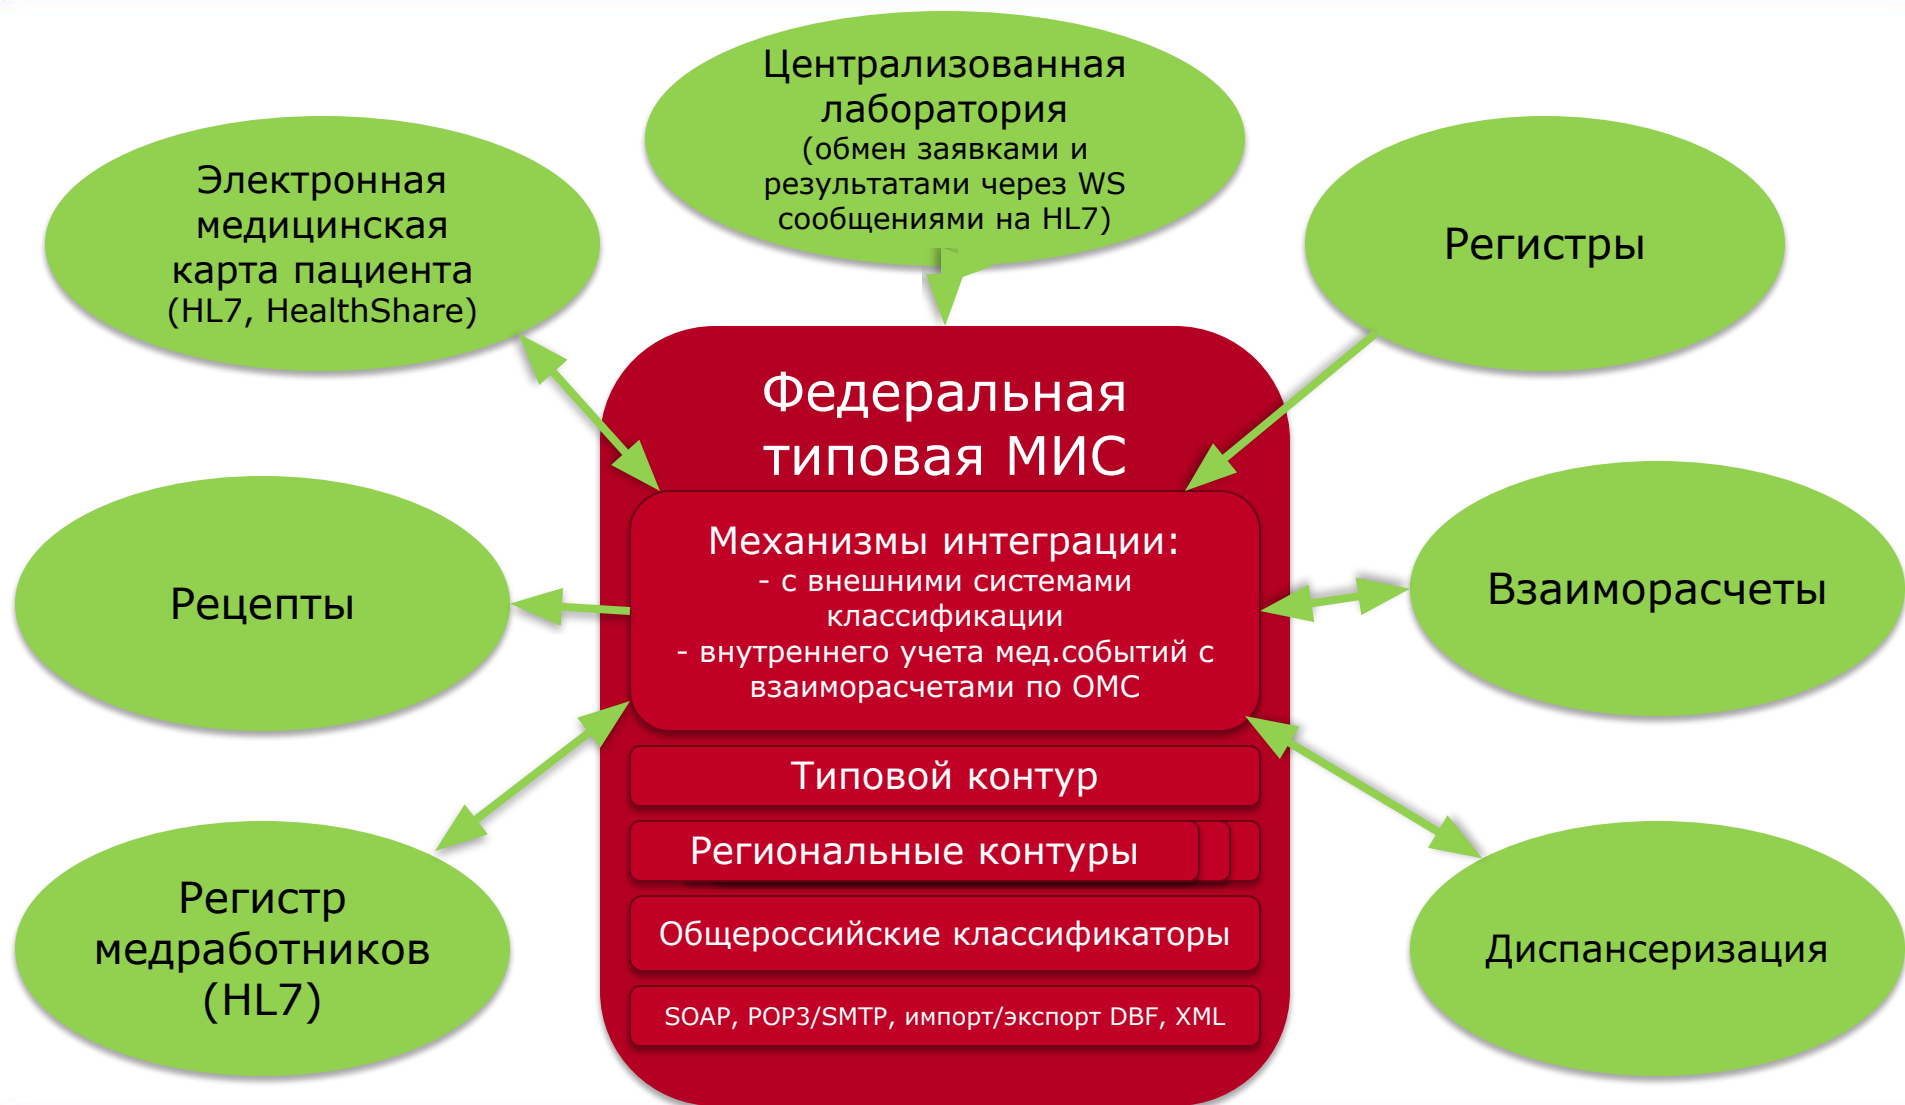 Централизованная
лаборатория
(обмен заявками и
результатами через WS
сообщениями на HL7)
Электронная
медицинская
карта пациента
(HL7, HealthShare)
Регистры
Федеральная
типовая МИС
Механизмы интеграции:
- с внешними системами
классификации
- внутреннего учета мед.событий с
взаиморасчетами по ОМС
Рецепты
Взаиморасчеты
Типовой контур
Региональные контуры
Общероссийские классификаторы
SOAP, POP3/SMTP, импорт/экспорт DBF, XML
Регистр
медработников
(HL7)
Диспансеризация